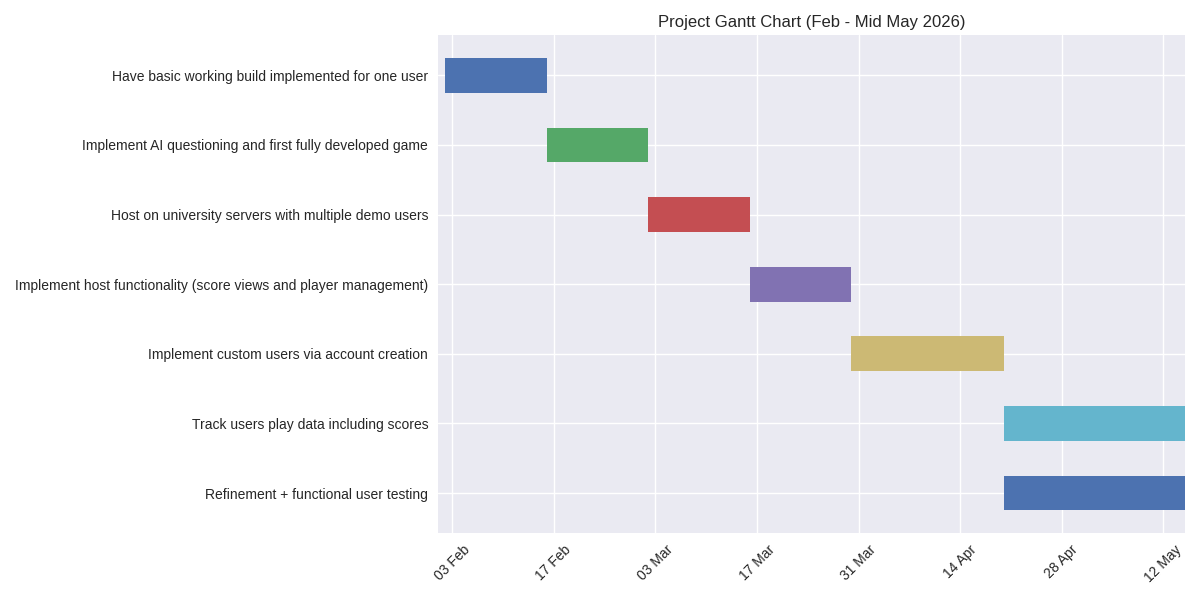 Project Gantt Chart (Feb - Mid May 2026)
Have basic working build implemented for one user
Implement AI questioning and first fully developed game
Host on university servers with multiple demo users
Implement host functionality (score views and player management)
Implement custom users via account creation
Track users play data including scores
Refinement + functional user testing
03 Feb
17 Feb
03 Mar
17 Mar
31 Mar
14 Apr
28 Apr
12 May